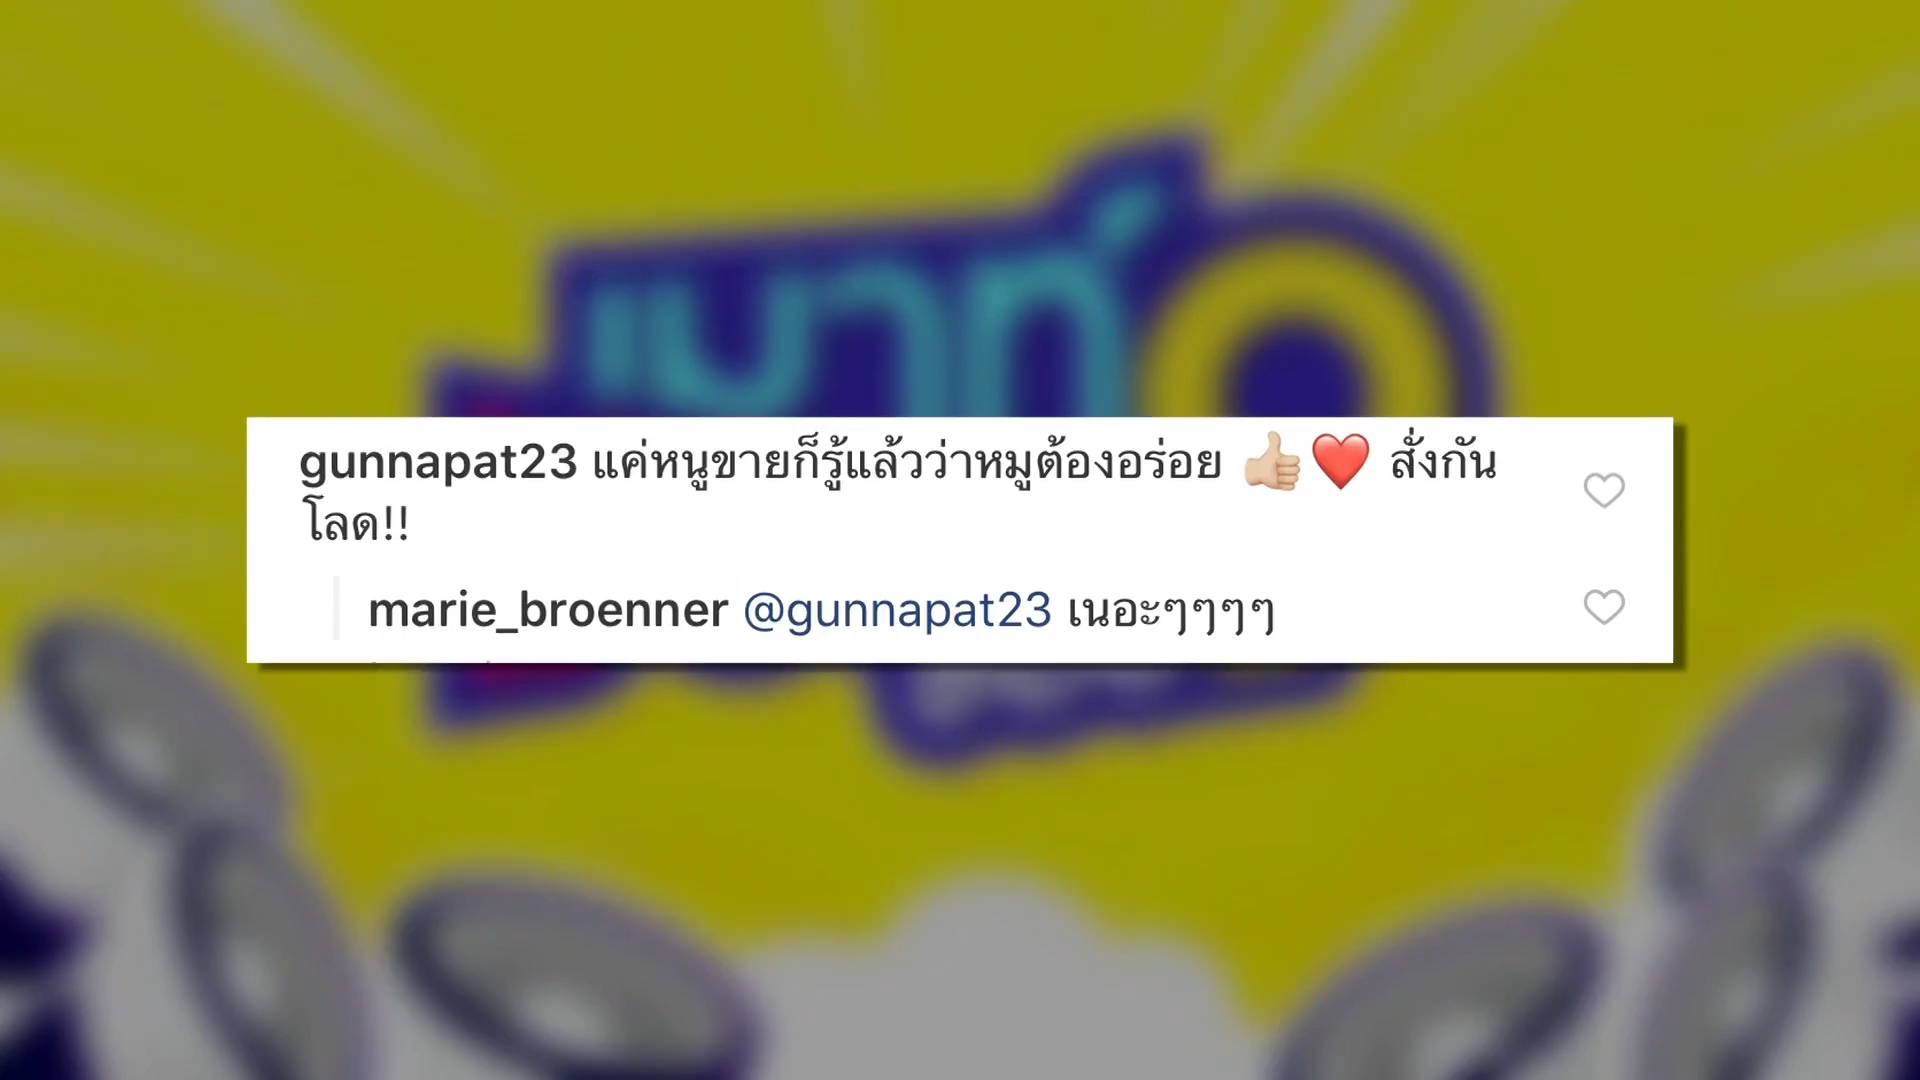 gunnapat23 แค่หนูขายก็รู้แล้วว่าหมูต้องอร่อย 👍🏼❤️ สั่งกัน
โลด!!
marie_broenner @gunnapat23 เนอะๆๆๆๆ